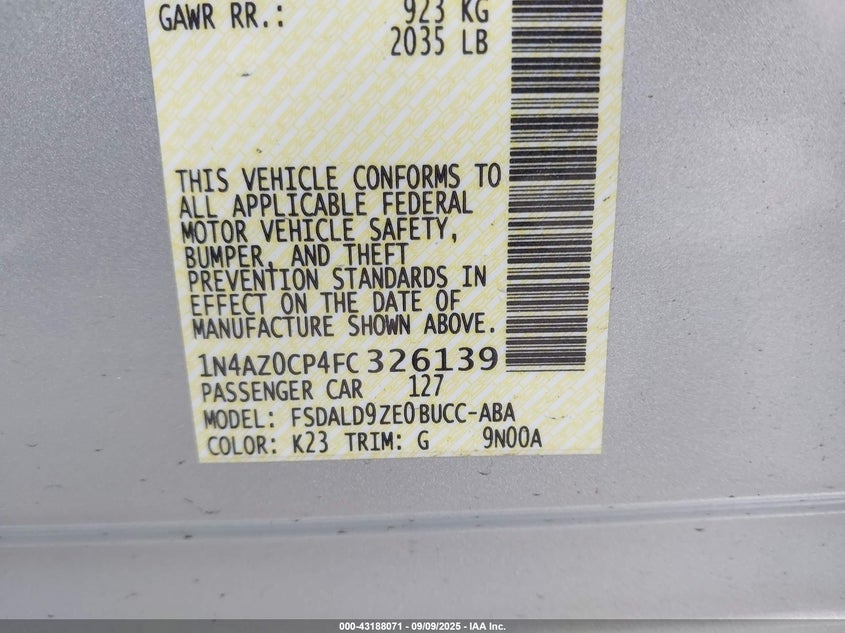 GAWR RR.: 923 KG
2035 LB
THIS VEHICLE CONFORMS TO
ALL APPLICABLE FEDERAL
MOTOR VEHICLE SAFETY,
BUMPER, AND THEFT
PREVENTION STANDARDS IN
EFFECT ON THE DATE OF
MANUFACTURE SHOWN ABOVE.
1N4AZ0CP4FC326139
PASSENGER CAR 127
MODEL: FSDALD9ZE0BUCC-ABA
COLOR: K23 TRIM: G 9N00A
000-43188071 - 09/09/2025 - IAA Inc.